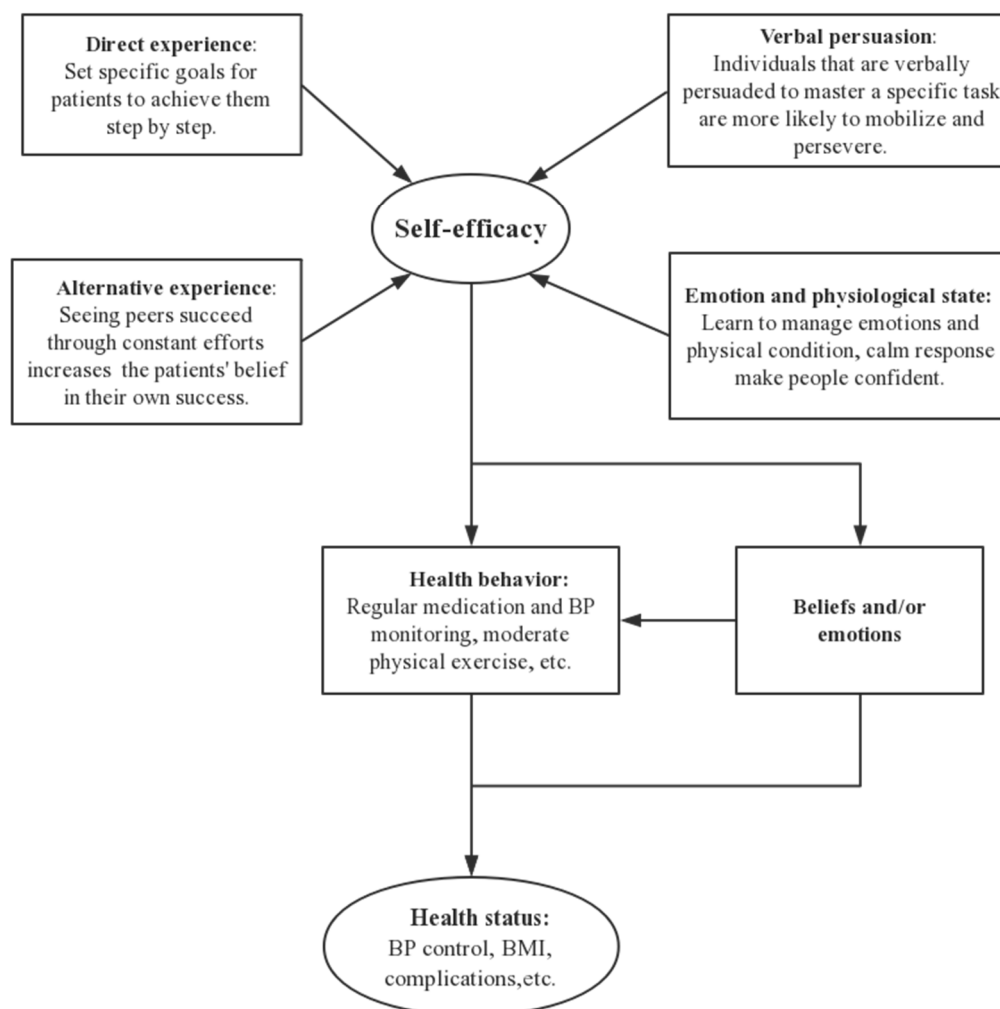 Direct experience:
Set specific goals for
patients to achieve them
step by step.
Verbal persuasion:
Individuals that are verbally
persuaded to master a specific task
are more likely to mobilize and
persevere.
Self-efficacy
Alternative experience:
Seeing peers succeed
through constant efforts
increases the patients' belief
in their own success.
Emotion and physiological state:
Learn to manage emotions and
physical condition, calm response
make people confident.
Health behavior:
Regular medication and BP
monitoring, moderate
physical exercise, etc.
Beliefs and/or
emotions
Health status:
BP control, BMI,
complications,etc.